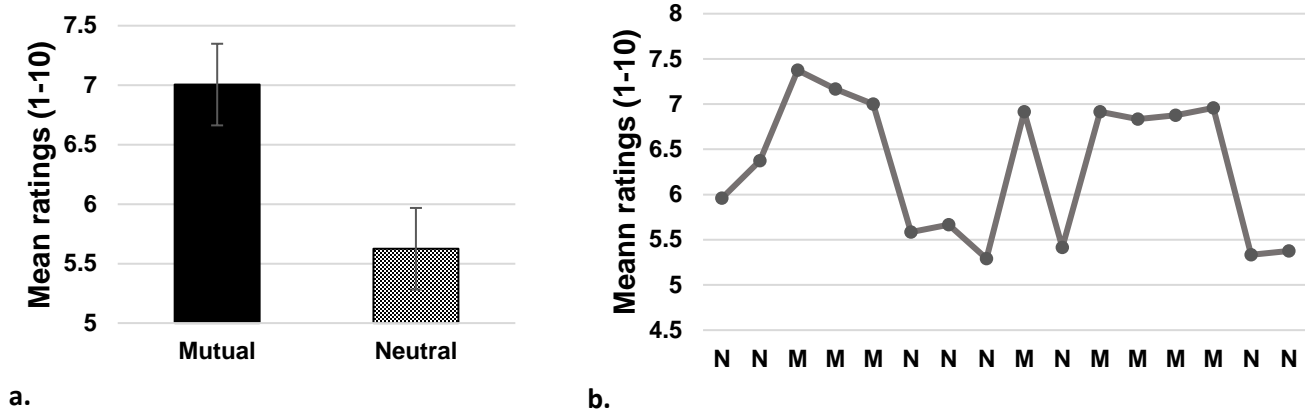 Mean ratings (1-10)
7.5
7
6.5
6
5.5
5
Mutual Neutral
a.
Meann ratings (1-10)
8
7.5
7
6.5
6
5.5
5
4.5
N N M M M N N N M N M M M M N N
b.